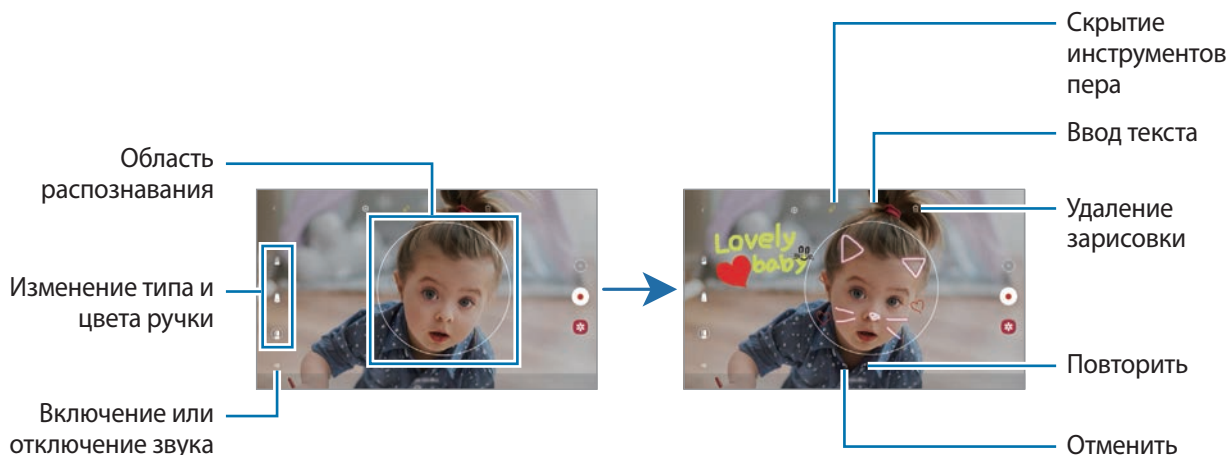 Область
распознавания
Изменение типа и
цвета ручки
Включение или
отключение звука
Lovely
baby
Скрытие
инструментов
пера
Ввод текста
Удаление
зарисовки
Повторить
Отменить